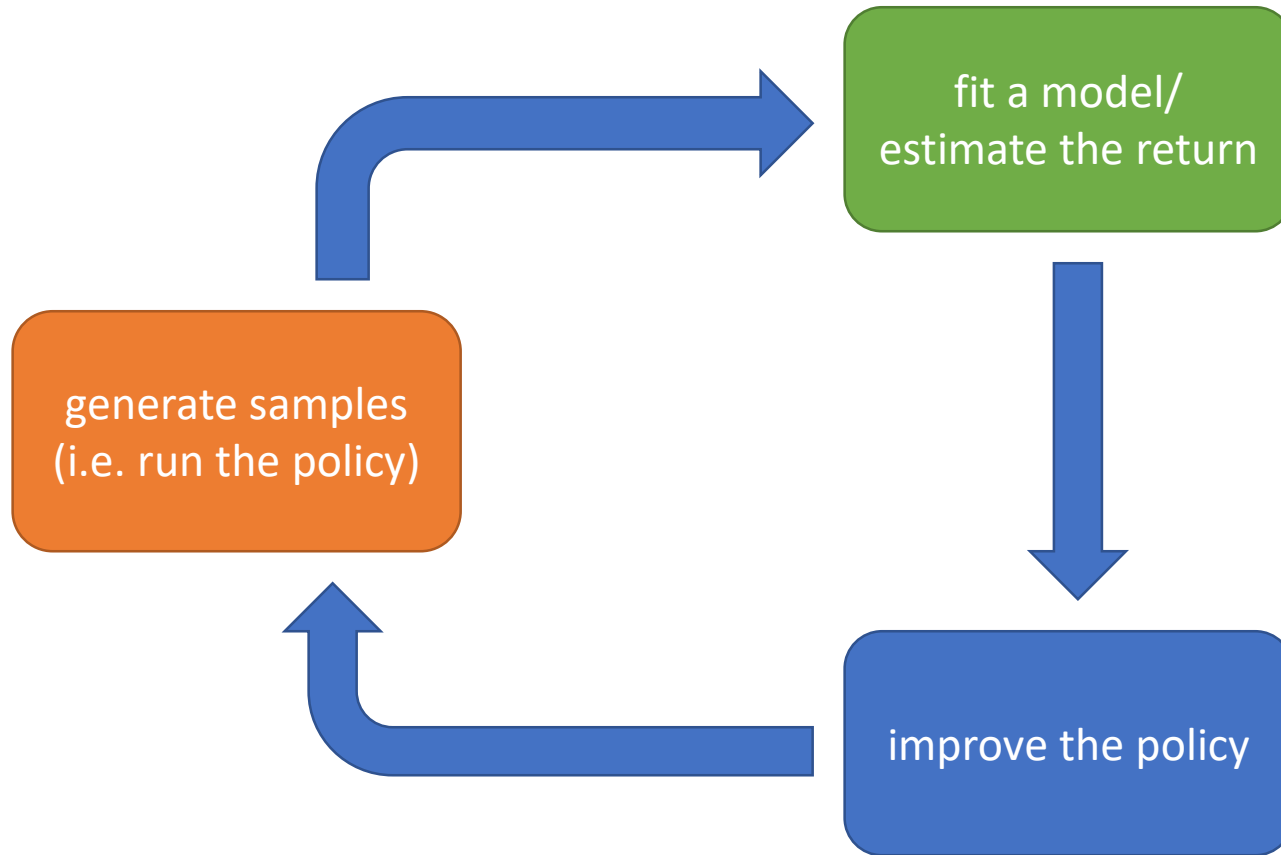 fit a model/
estimate the return
generate samples
(i.e. run the policy)
improve the policy